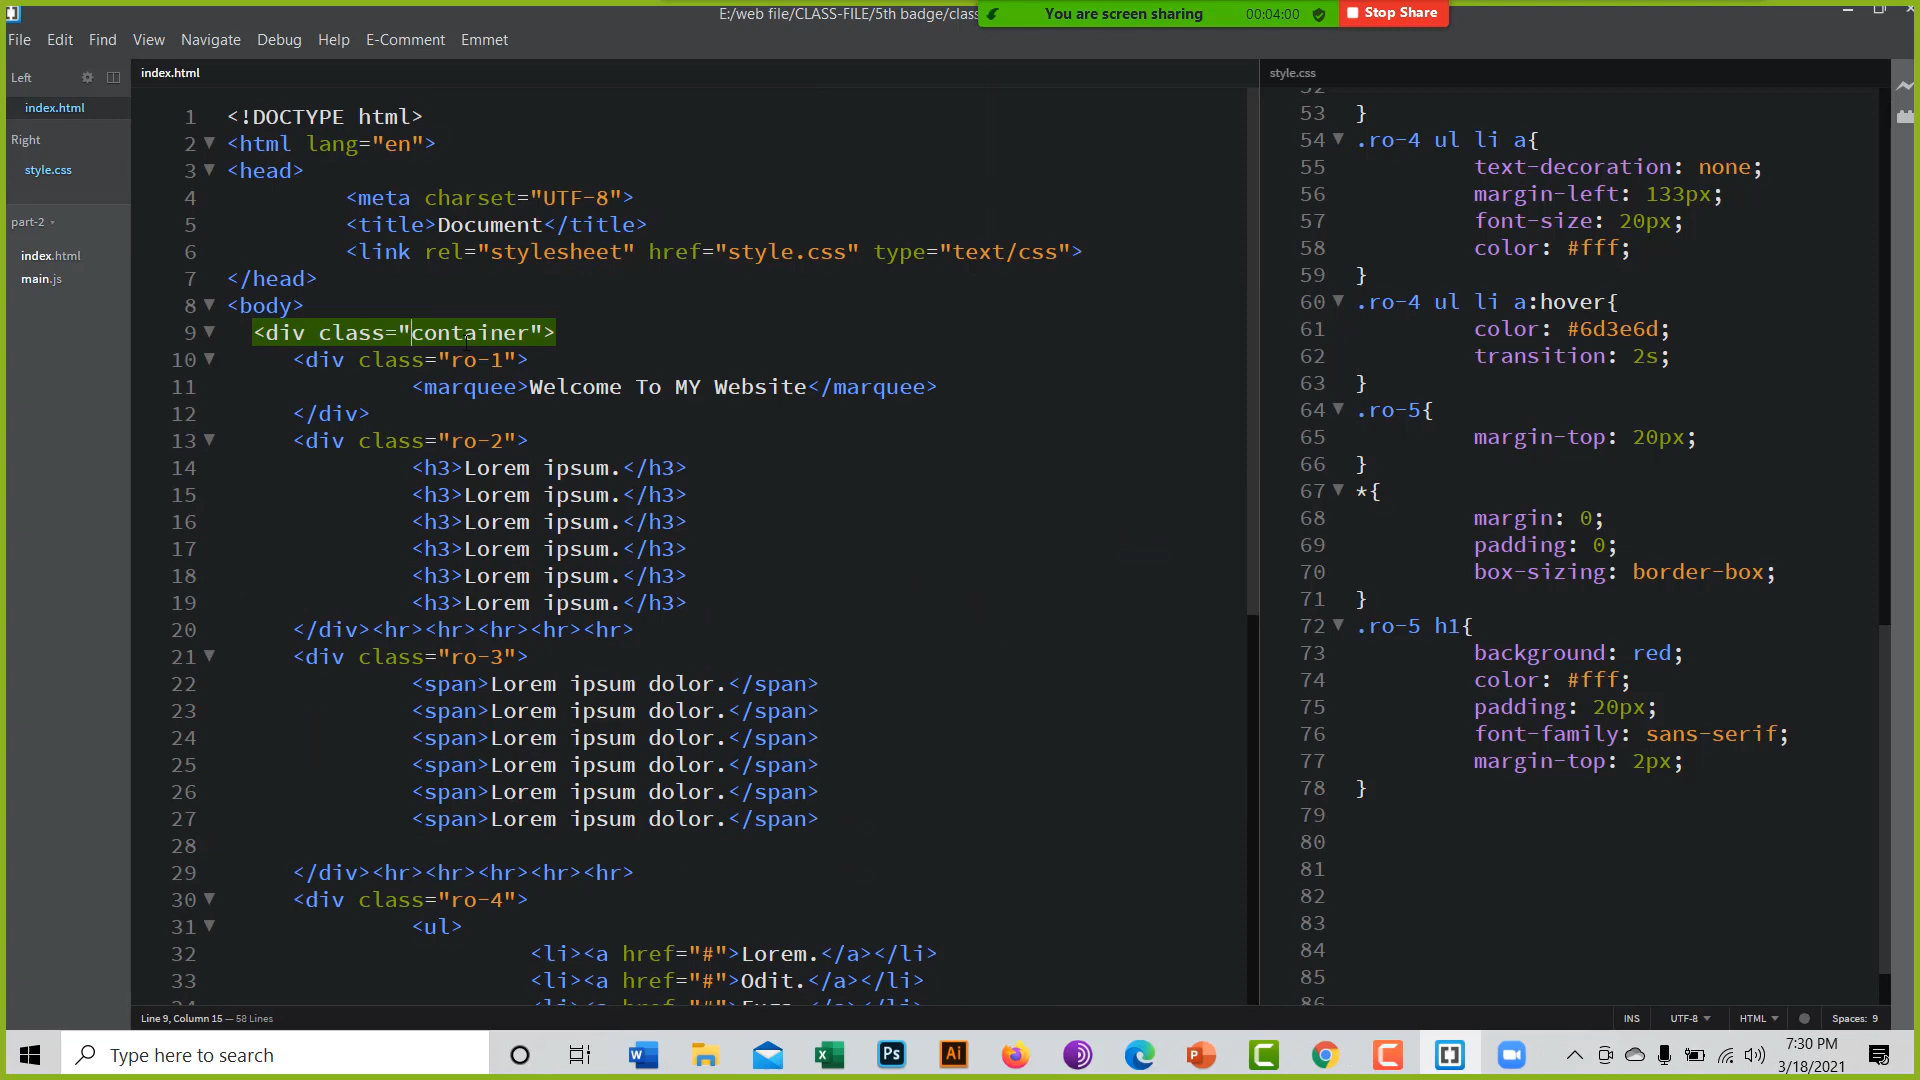 E:/web file/CLASS-FILE/5th badge/class
You are screen sharing 00:04:00 Stop Share
File Edit Find View Navigate Debug Help E-Comment Emmet
Left
index.html
Right
style.css
part-2
index.html
main.js
index.html
1 <!DOCTYPE html>
2 <html lang="en">
3 <head>
4 <meta charset="UTF-8">
5 <title>Document</title>
6 <link rel="stylesheet" href="style.css" type="text/css">
7 </head>
8 <body>
9 <div class="container">
10 <div class="ro-1">
11 <marquee>Welcome To MY Website</marquee>
12 </div>
13 <div class="ro-2">
14 <h3>Lorem ipsum.</h3>
15 <h3>Lorem ipsum.</h3>
16 <h3>Lorem ipsum.</h3>
17 <h3>Lorem ipsum.</h3>
18 <h3>Lorem ipsum.</h3>
19 <h3>Lorem ipsum.</h3>
20 </div><hr><hr><hr><hr><hr>
21 <div class="ro-3">
22 <span>Lorem ipsum dolor.</span>
23 <span>Lorem ipsum dolor.</span>
24 <span>Lorem ipsum dolor.</span>
25 <span>Lorem ipsum dolor.</span>
26 <span>Lorem ipsum dolor.</span>
27 <span>Lorem ipsum dolor.</span>
28
29 </div><hr><hr><hr><hr><hr>
30 <div class="ro-4">
31 <ul>
32 <li><a href="#">Lorem.</a></li>
33 <li><a href="#">Odit.</a></li>
style.css
53 }
54 .ro-4 ul li a{
55 text-decoration: none;
56 margin-left: 133px;
57 font-size: 20px;
58 color: #fff;
59 }
60 .ro-4 ul li a:hover{
61 color: #6d3e6d;
62 transition: 2s;
63 }
64 .ro-5{
65 margin-top: 20px;
66 }
67 *{
68 margin: 0;
69 padding: 0;
70 box-sizing: border-box;
71 }
72 .ro-5 h1{
73 background: red;
74 color: #fff;
75 padding: 20px;
76 font-family: sans-serif;
77 margin-top: 2px;
78 }
79
80
81
82
83
84
85
Line 9, Column 15 — 58 Lines
INS UTF-8 HTML Spaces: 9
Type here to search
7:30 PM
3/18/2021